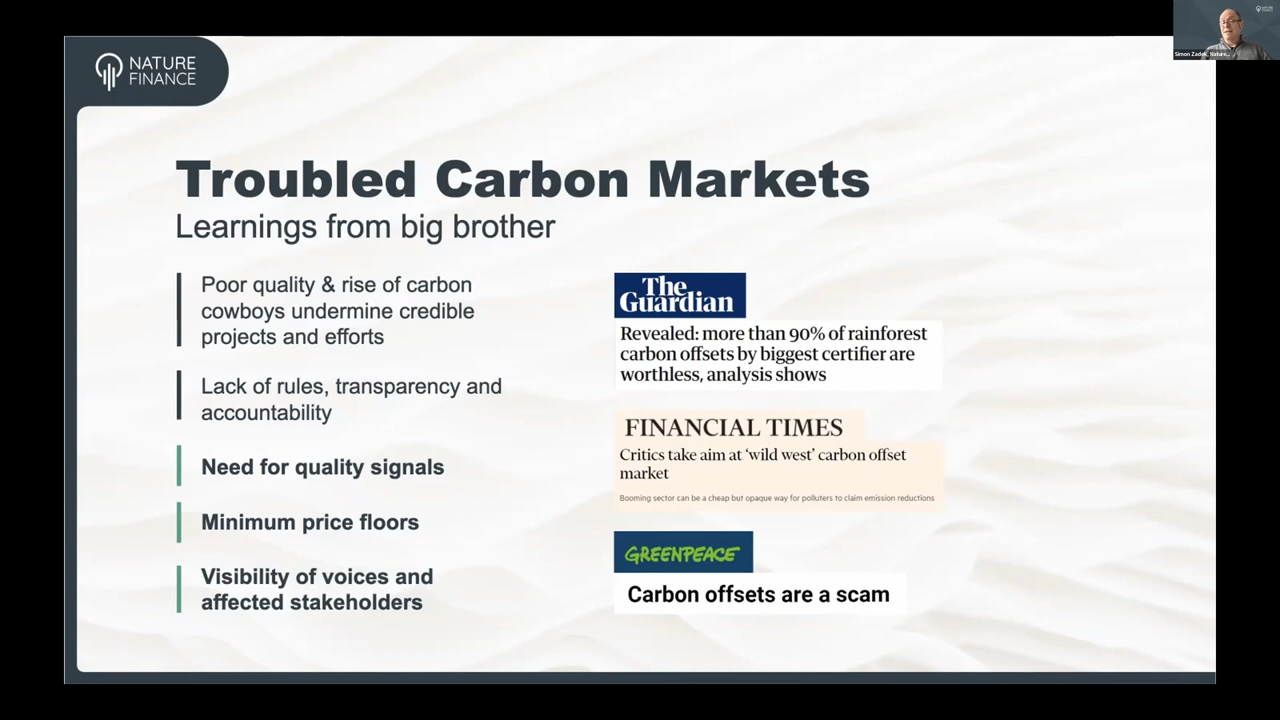 NATURE
FINANCE
Simon Zadek, Nature...
Troubled Carbon Markets
Learnings from big brother
Poor quality & rise of carbon
cowboys undermine credible
projects and efforts
Lack of rules, transparency and
accountability
Need for quality signals
Minimum price floors
Visibility of voices and
affected stakeholders
The
Guardian
Revealed: more than 90% of rainforest
carbon offsets by biggest certifier are
worthless, analysis shows
FINANCIAL TIMES
Critics take aim at ‘wild west’ carbon offset
market
Booming sector can be a cheap but opaque way for polluters to claim emission reductions
GREENPEACE
Carbon offsets are a scam